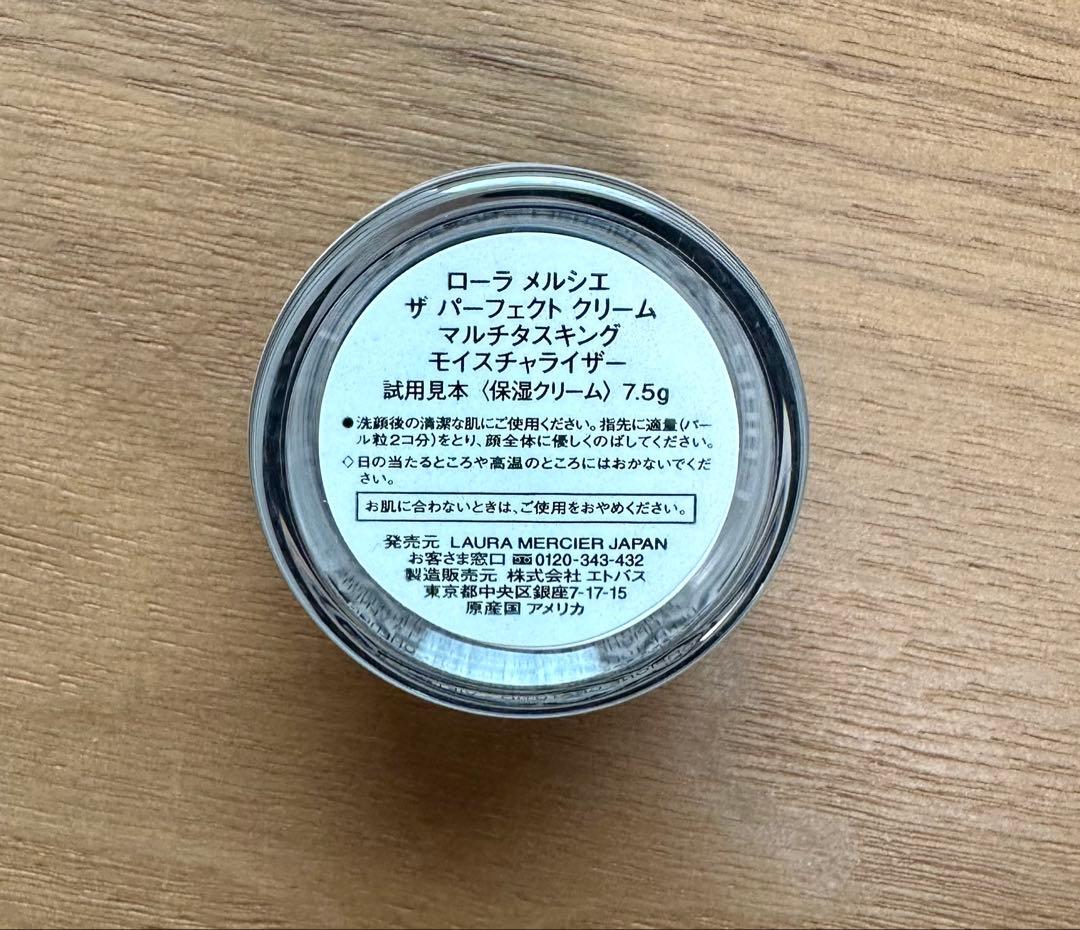 ローラ メルシエ
ザ パーフェクト クリーム
マルチタスキング
モイスチャライザー
試用見本〈保湿クリーム〉7.5g
●洗顔後の清潔な肌にご使用ください。指先に適量(パー
ル粒2コ分)をとり、顔全体に優しくのばしてください。
◇日の当たるところや高温のところにはおかないでくだ
さい。
お肌に合わないときは、ご使用をおやめください。
発売元 LAURA MERCIER JAPAN
お客さま窓口 0120-343-432
製造販売元 株式会社 エトバス
東京都中央区銀座7-17-15
原産国 アメリカ